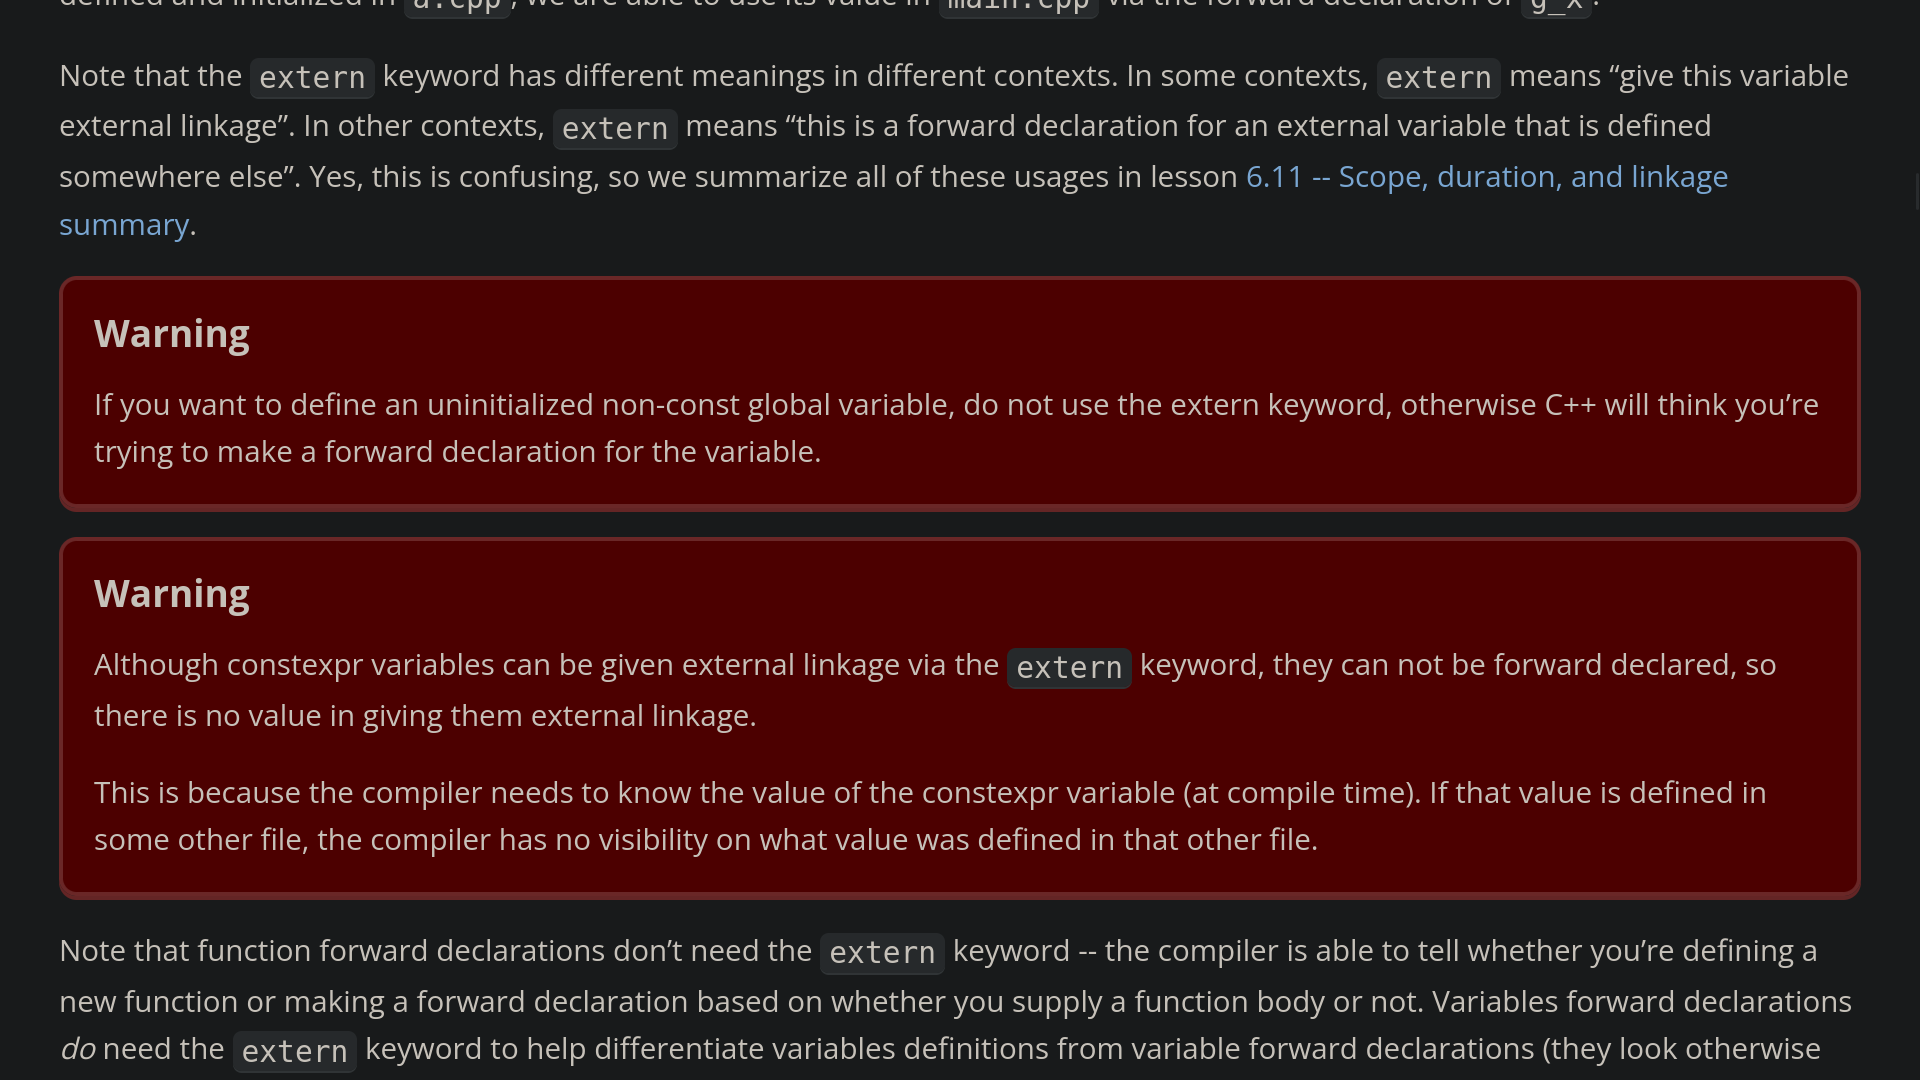 defined and initialized in a.cpp, we are able to use its value in main.cpp via the forward declaration of g_x.
Note that the extern keyword has different meanings in different contexts. In some contexts, extern means “give this variable
external linkage”. In other contexts, extern means “this is a forward declaration for an external variable that is defined
somewhere else”. Yes, this is confusing, so we summarize all of these usages in lesson 6.11 -- Scope, duration, and linkage
summary.
Warning
If you want to define an uninitialized non-const global variable, do not use the extern keyword, otherwise C++ will think you’re
trying to make a forward declaration for the variable.
Warning
Although constexpr variables can be given external linkage via the extern keyword, they can not be forward declared, so
there is no value in giving them external linkage.
This is because the compiler needs to know the value of the constexpr variable (at compile time). If that value is defined in
some other file, the compiler has no visibility on what value was defined in that other file.
Note that function forward declarations don’t need the extern keyword -- the compiler is able to tell whether you’re defining a
new function or making a forward declaration based on whether you supply a function body or not. Variables forward declarations
do need the extern keyword to help differentiate variables definitions from variable forward declarations (they look otherwise